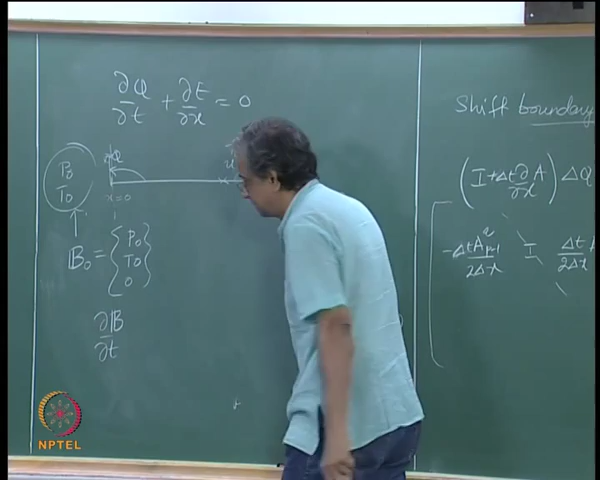 ∂Q/∂t + ∂E/∂x = 0
P₀
T₀
x=0
B₀ = { P₀ T₀ 0 }
∂B/∂t
Shift boundary
(I + Δt ∂/∂x A) ΔQ
I
NPTEL